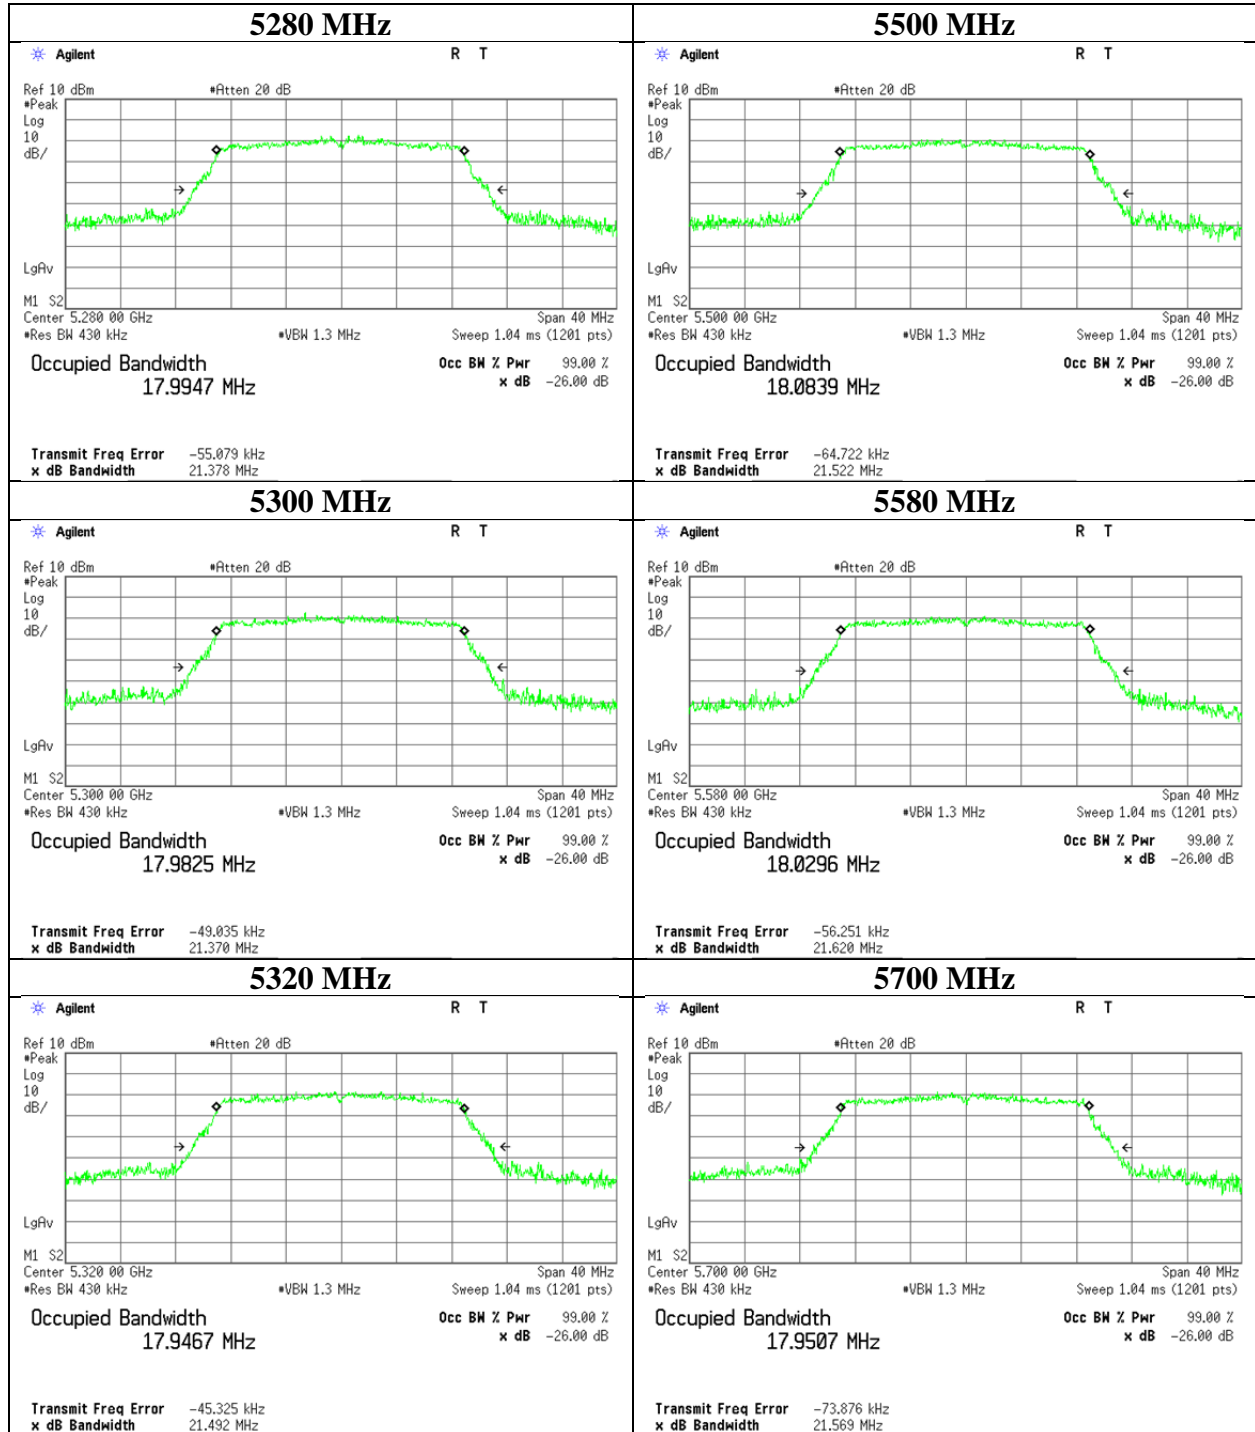 5280 MHz
Agilent R T
Ref 10 dBm #Atten 20 dB
#Peak
Log
10
dB/
LgAv
M1 S2
Center 5.280 00 GHz Span 40 MHz
#Res BW 430 kHz #VBW 1.3 MHz Sweep 1.04 ms (1201 pts)
Occupied Bandwidth Occ BW % Pwr 99.00 %
17.9947 MHz x dB -26.00 dB
Transmit Freq Error -55.079 kHz
x dB Bandwidth 21.378 MHz
5500 MHz
Agilent R T
Ref 10 dBm #Atten 20 dB
#Peak
Log
10
dB/
LgAv
M1 S2
Center 5.500 00 GHz Span 40 MHz
#Res BW 430 kHz #VBW 1.3 MHz Sweep 1.04 ms (1201 pts)
Occupied Bandwidth Occ BW % Pwr 99.00 %
18.0839 MHz x dB -26.00 dB
Transmit Freq Error -64.722 kHz
x dB Bandwidth 21.522 MHz
5300 MHz
Agilent R T
Ref 10 dBm #Atten 20 dB
#Peak
Log
10
dB/
LgAv
M1 S2
Center 5.300 00 GHz Span 40 MHz
#Res BW 430 kHz #VBW 1.3 MHz Sweep 1.04 ms (1201 pts)
Occupied Bandwidth Occ BW % Pwr 99.00 %
17.9825 MHz x dB -26.00 dB
Transmit Freq Error -49.035 kHz
x dB Bandwidth 21.370 MHz
5580 MHz
Agilent R T
Ref 10 dBm #Atten 20 dB
#Peak
Log
10
dB/
LgAv
M1 S2
Center 5.580 00 GHz Span 40 MHz
#Res BW 430 kHz #VBW 1.3 MHz Sweep 1.04 ms (1201 pts)
Occupied Bandwidth Occ BW % Pwr 99.00 %
18.0296 MHz x dB -26.00 dB
Transmit Freq Error -56.251 kHz
x dB Bandwidth 21.620 MHz
5320 MHz
Agilent R T
Ref 10 dBm #Atten 20 dB
#Peak
Log
10
dB/
LgAv
M1 S2
Center 5.320 00 GHz Span 40 MHz
#Res BW 430 kHz #VBW 1.3 MHz Sweep 1.04 ms (1201 pts)
Occupied Bandwidth Occ BW % Pwr 99.00 %
17.9467 MHz x dB -26.00 dB
Transmit Freq Error -45.325 kHz
x dB Bandwidth 21.492 MHz
5700 MHz
Agilent R T
Ref 10 dBm #Atten 20 dB
#Peak
Log
10
dB/
LgAv
M1 S2
Center 5.700 00 GHz Span 40 MHz
#Res BW 430 kHz #VBW 1.3 MHz Sweep 1.04 ms (1201 pts)
Occupied Bandwidth Occ BW % Pwr 99.00 %
17.9507 MHz x dB -26.00 dB
Transmit Freq Error -73.876 kHz
x dB Bandwidth 21.569 MHz